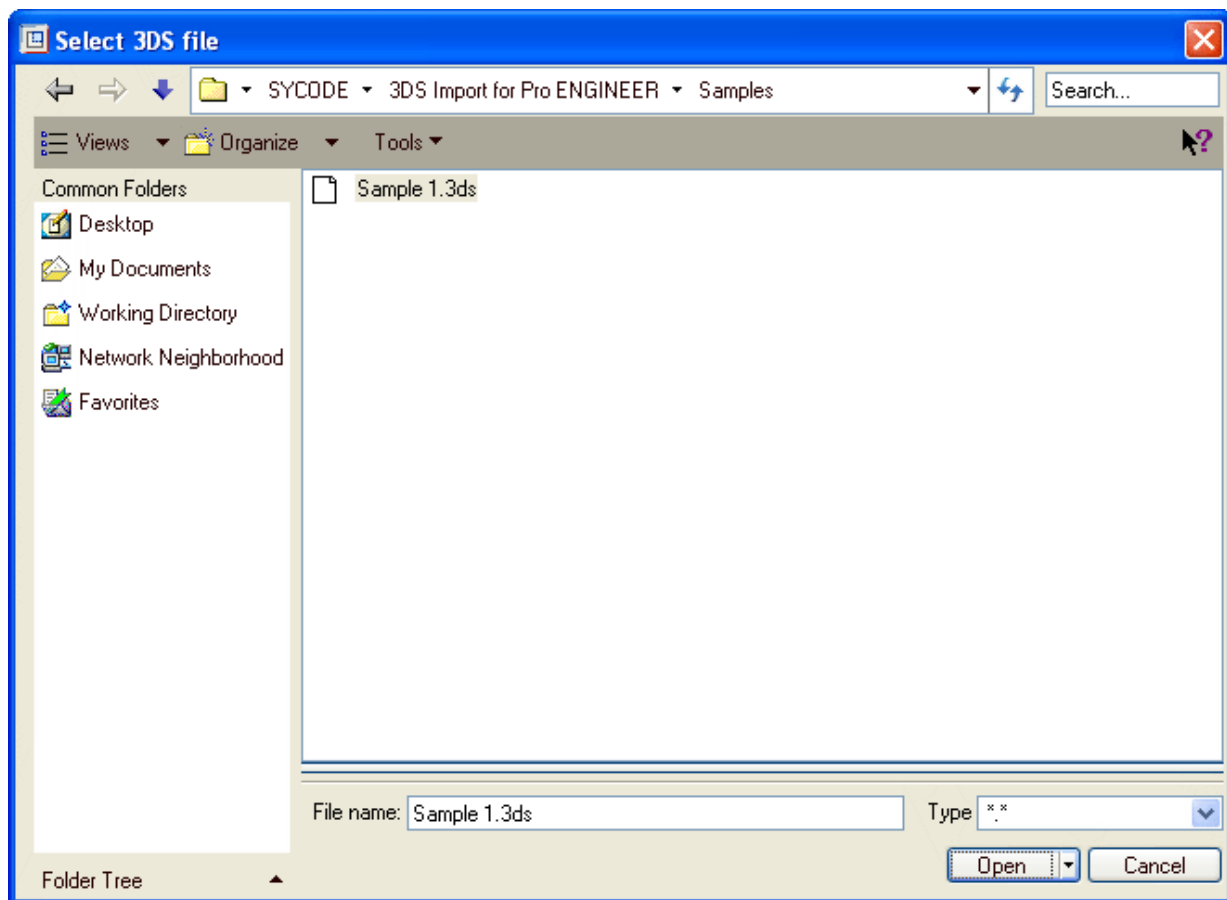 Select 3DS file
SYCODE 3DS Import for Pro ENGINEER Samples Search...
Views Organize Tools ?
Common Folders
Sample 1.3ds
Desktop
My Documents
Working Directory
Network Neighborhood
Favorites
File name: Sample 1.3ds Type *.*
Open Cancel
Folder Tree